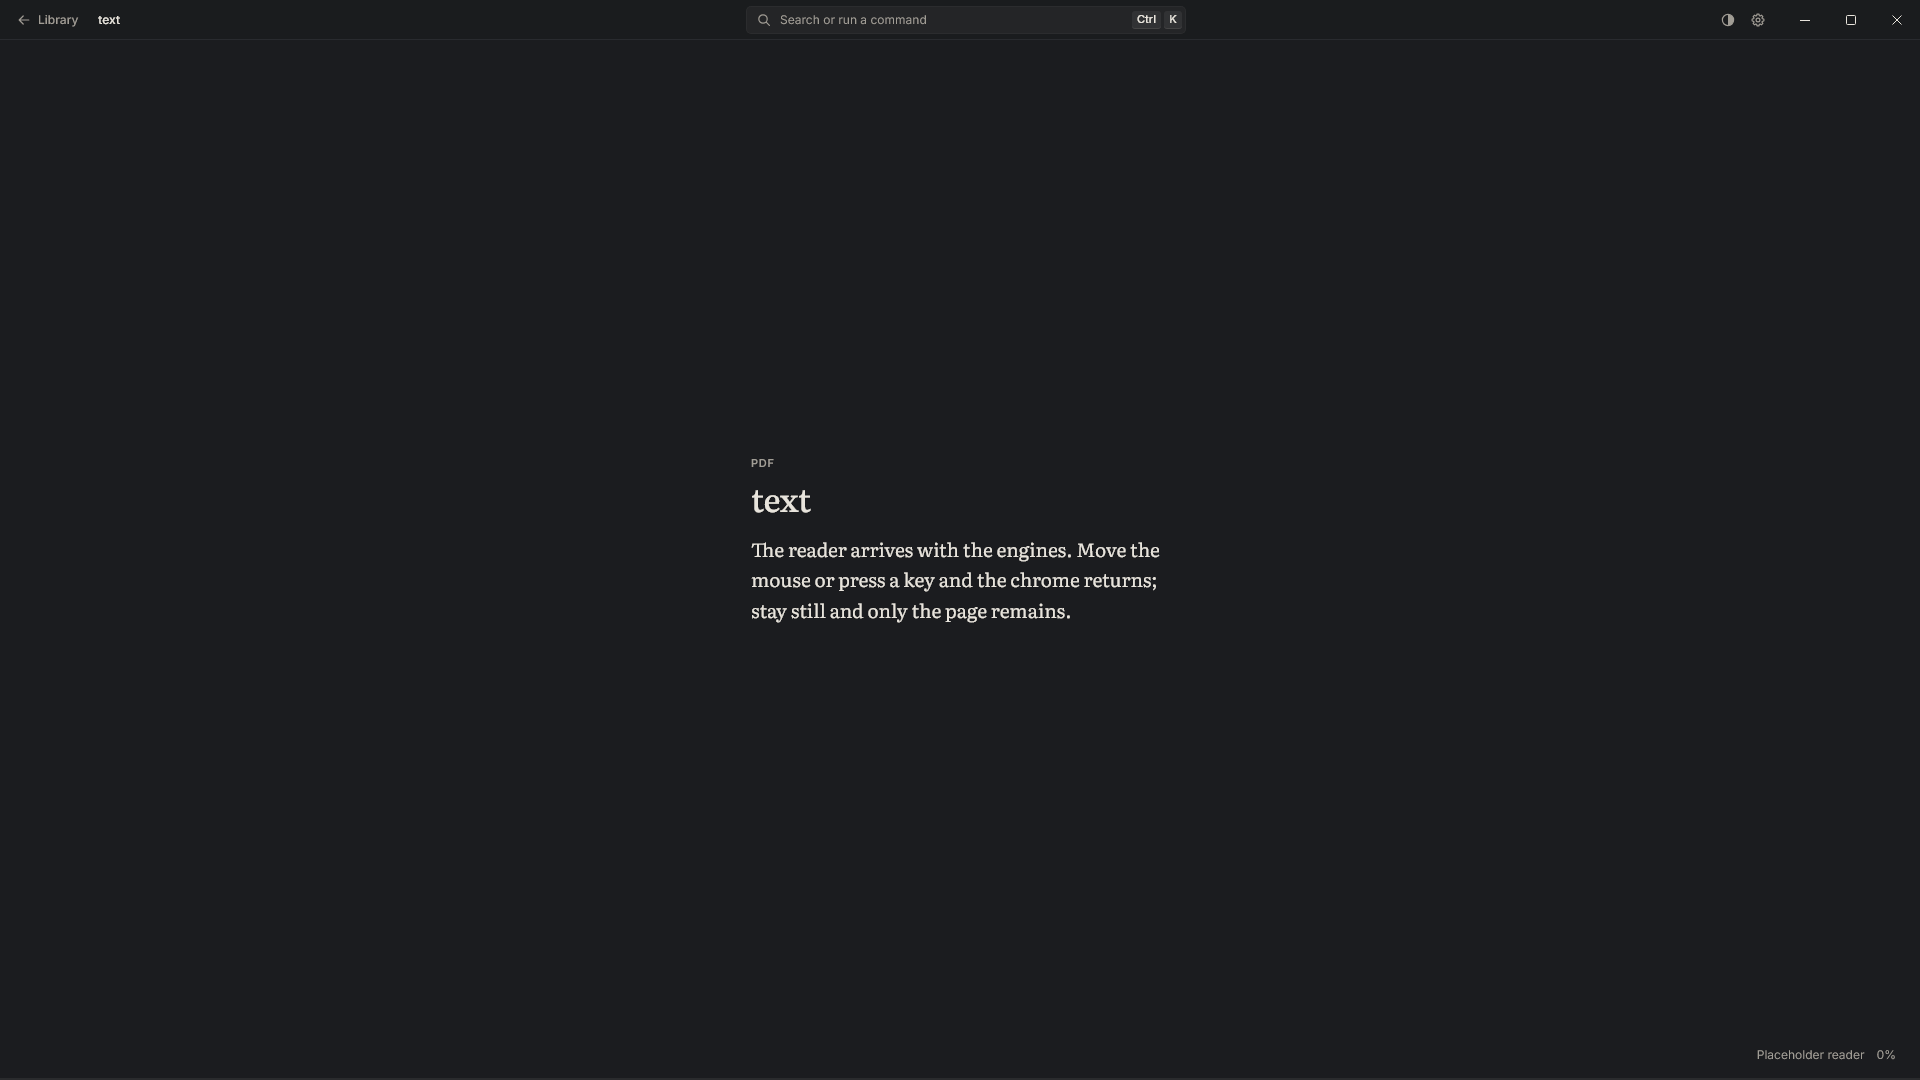 Library
text
Search or run a command
Ctrl K
PDF
text
The reader arrives with the engines. Move the
mouse or press a key and the chrome returns;
stay still and only the page remains.
Placeholder reader 0%